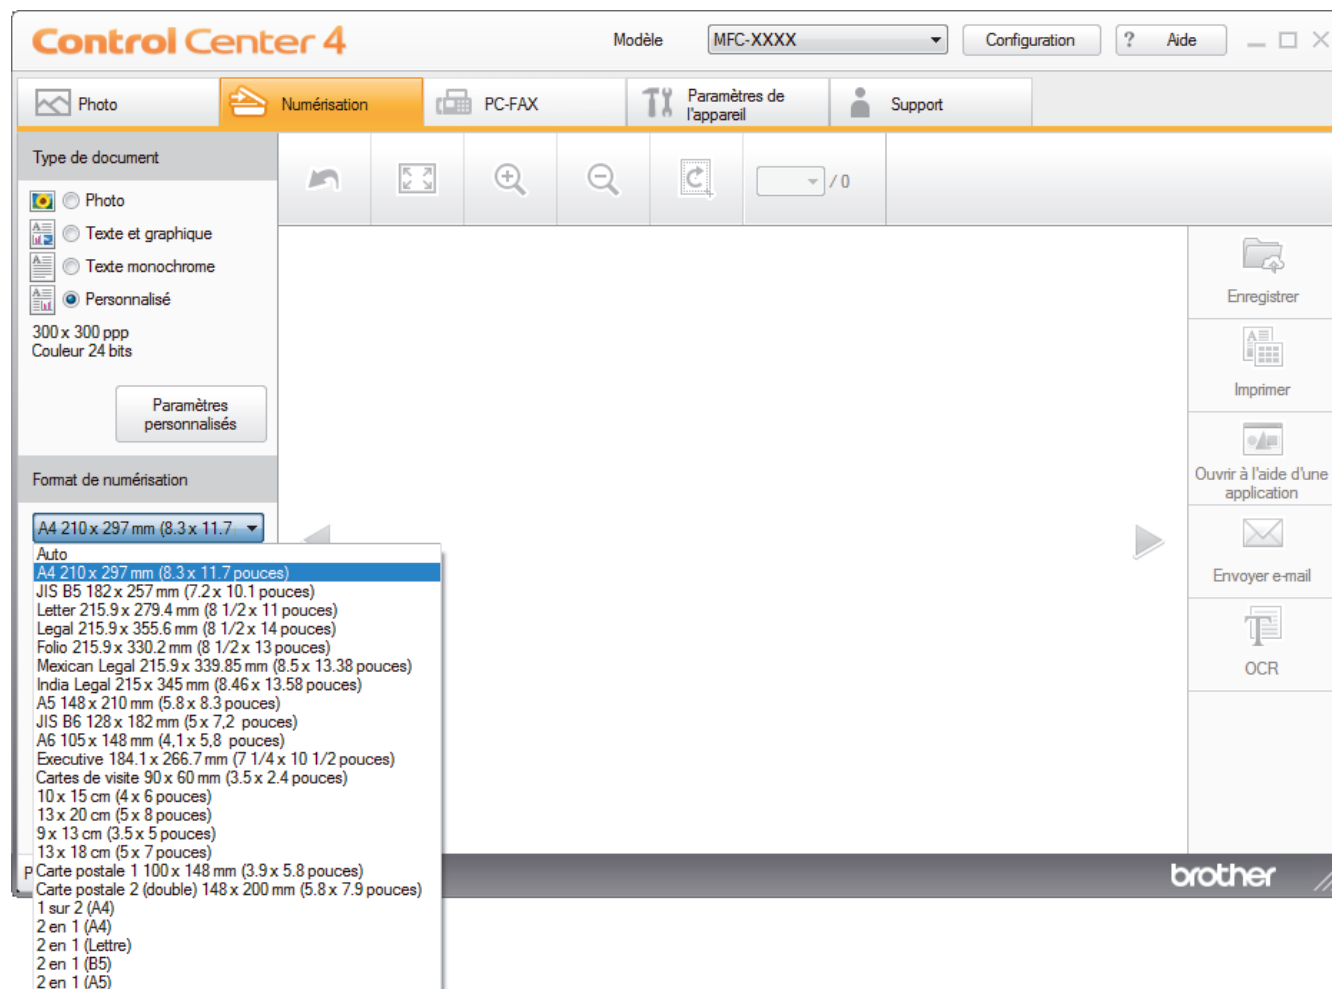 Control Center 4
Modèle
MFC-XXXX
Configuration
? Aide
Photo
Numérisation
PC-FAX
Paramètres de
l'appareil
Support
Type de document
/ 0
Photo
Texte et graphique
Texte monochrome
Personnalisé
300 x 300 ppp
Couleur 24 bits
Paramètres
personnalisés
Format de numérisation
A4 210 x 297 mm (8.3 x 11.7
Auto
A4 210 x 297 mm (8.3 x 11.7 pouces)
JIS B5 182 x 257 mm (7.2 x 10.1 pouces)
Letter 215.9 x 279.4 mm (8 1/2 x 11 pouces)
Legal 215.9 x 355.6 mm (8 1/2 x 14 pouces)
Folio 215.9 x 330.2 mm (8 1/2 x 13 pouces)
Mexican Legal 215.9 x 339.85 mm (8.5 x 13.38 pouces)
India Legal 215 x 345 mm (8.46 x 13.58 pouces)
A5 148 x 210 mm (5.8 x 8.3 pouces)
JIS B6 128 x 182 mm (5 x 7,2 pouces)
A6 105 x 148 mm (4,1 x 5,8 pouces)
Executive 184.1 x 266.7 mm (7 1/4 x 10 1/2 pouces)
Cartes de visite 90 x 60 mm (3.5 x 2.4 pouces)
10 x 15 cm (4 x 6 pouces)
13 x 20 cm (5 x 8 pouces)
9 x 13 cm (3.5 x 5 pouces)
13 x 18 cm (5 x 7 pouces)
Carte postale 1 100 x 148 mm (3.9 x 5.8 pouces)
Carte postale 2 (double) 148 x 200 mm (5.8 x 7.9 pouces)
1 sur 2 (A4)
2 en 1 (A4)
2 en 1 (Lettre)
2 en 1 (B5)
2 en 1 (A5)
Enregistrer
Imprimer
Ouvrir à l'aide d'une
application
Envoyer e-mail
OCR
brother